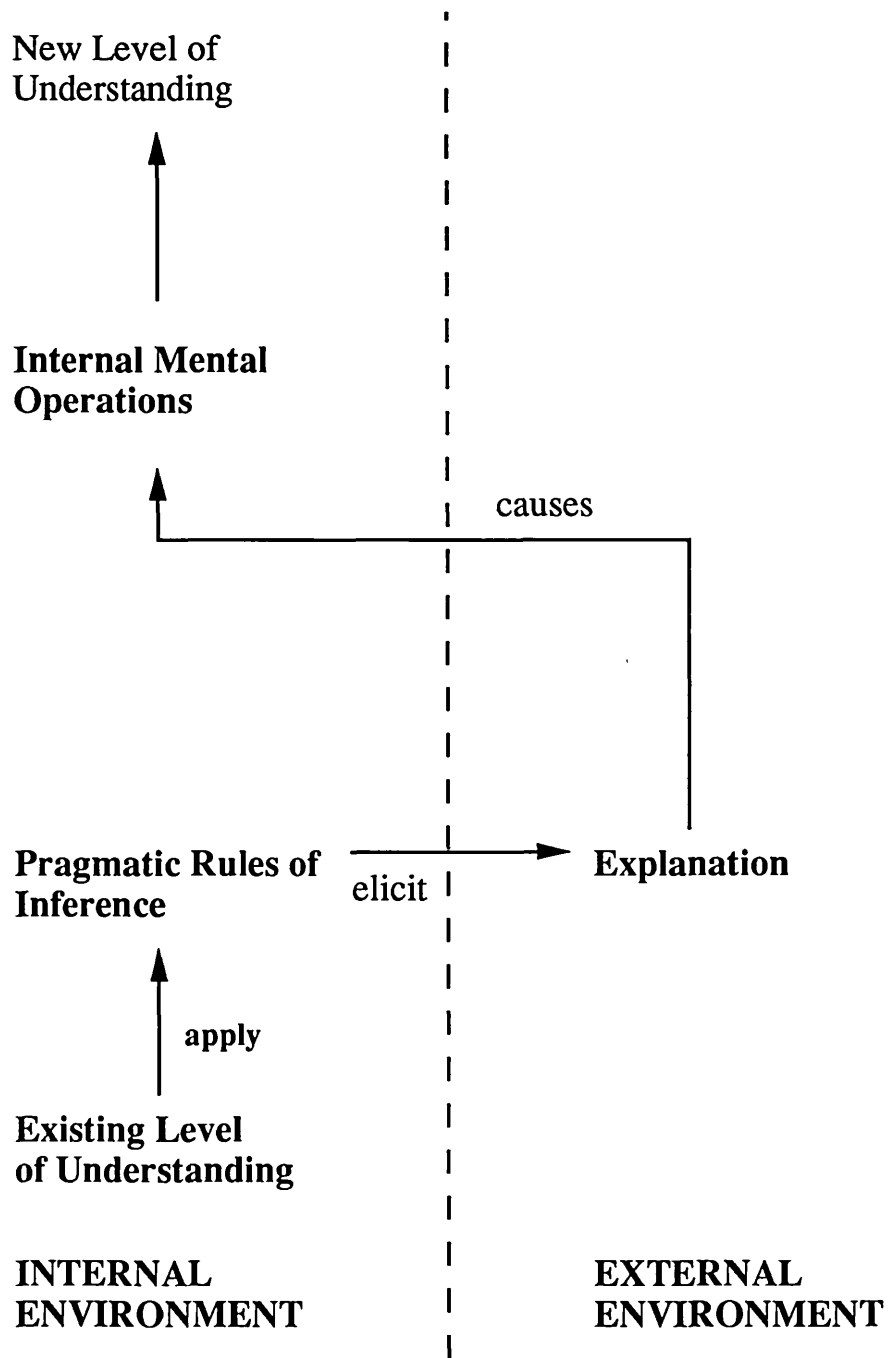 New Level of
Understanding
Internal Mental
Operations
causes
Pragmatic Rules of
Inference
elicit
Explanation
apply
Existing Level
of Understanding
INTERNAL
ENVIRONMENT
EXTERNAL
ENVIRONMENT